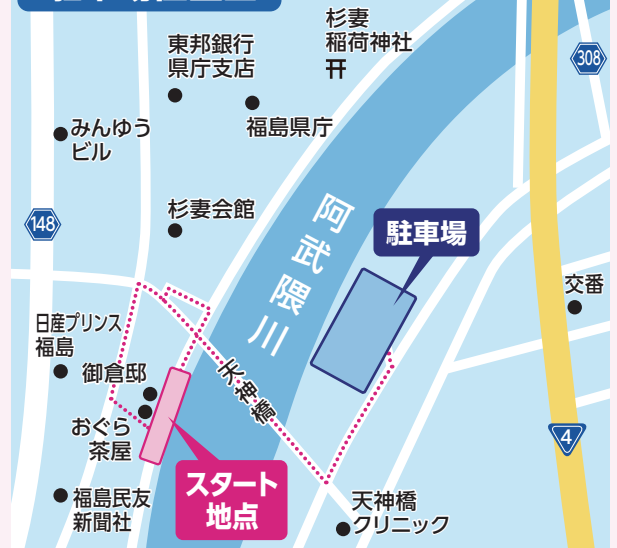 杉妻
稲荷神社
東邦銀行
県庁支店
308
みんゆう
ビル
福島県庁
杉妻会館
148
阿武隈川
駐車場
交番
日産プリンス
福島
御倉邸
天神橋
おぐら
茶屋
4
スタート
地点
福島民友
新聞社
天神橋
クリニック